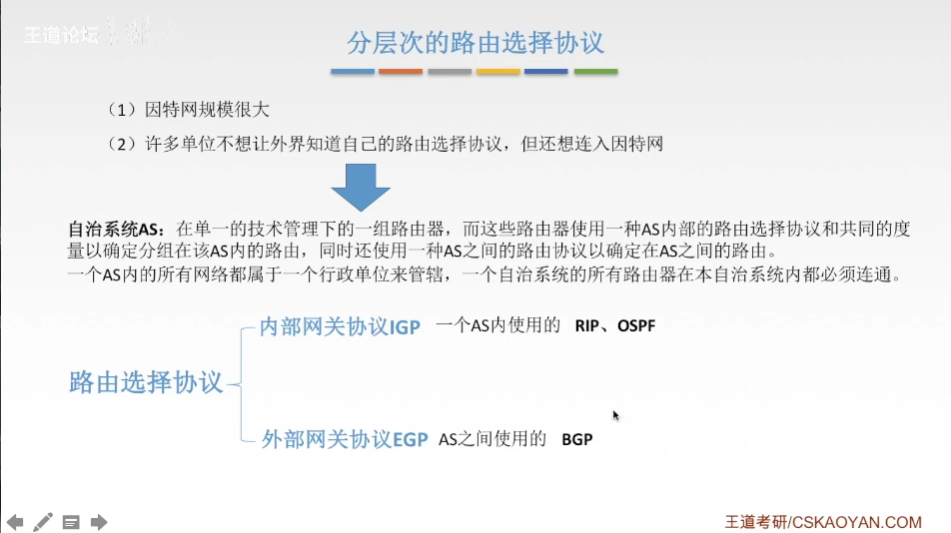 王道论坛
分层次的路由选择协议
（1）因特网规模很大
（2）许多单位不想让外界知道自己的路由选择协议，但还想连入因特网
自治系统AS：在单一的技术管理下的一组路由器，而这些路由器使用一种AS内部的路由选择协议和共同的度
量以确定分组在该AS内的路由，同时还使用一种AS之间的路由协议以确定在AS之间的路由。
一个AS内的所有网络都属于一个行政单位来管辖，一个自治系统的所有路由器在本自治系统内都必须连通。
内部网关协议IGP 一个AS内使用的 RIP、OSPF
路由选择协议
外部网关协议EGP AS之间使用的 BGP
王道考研/CSKAOYAN.COM